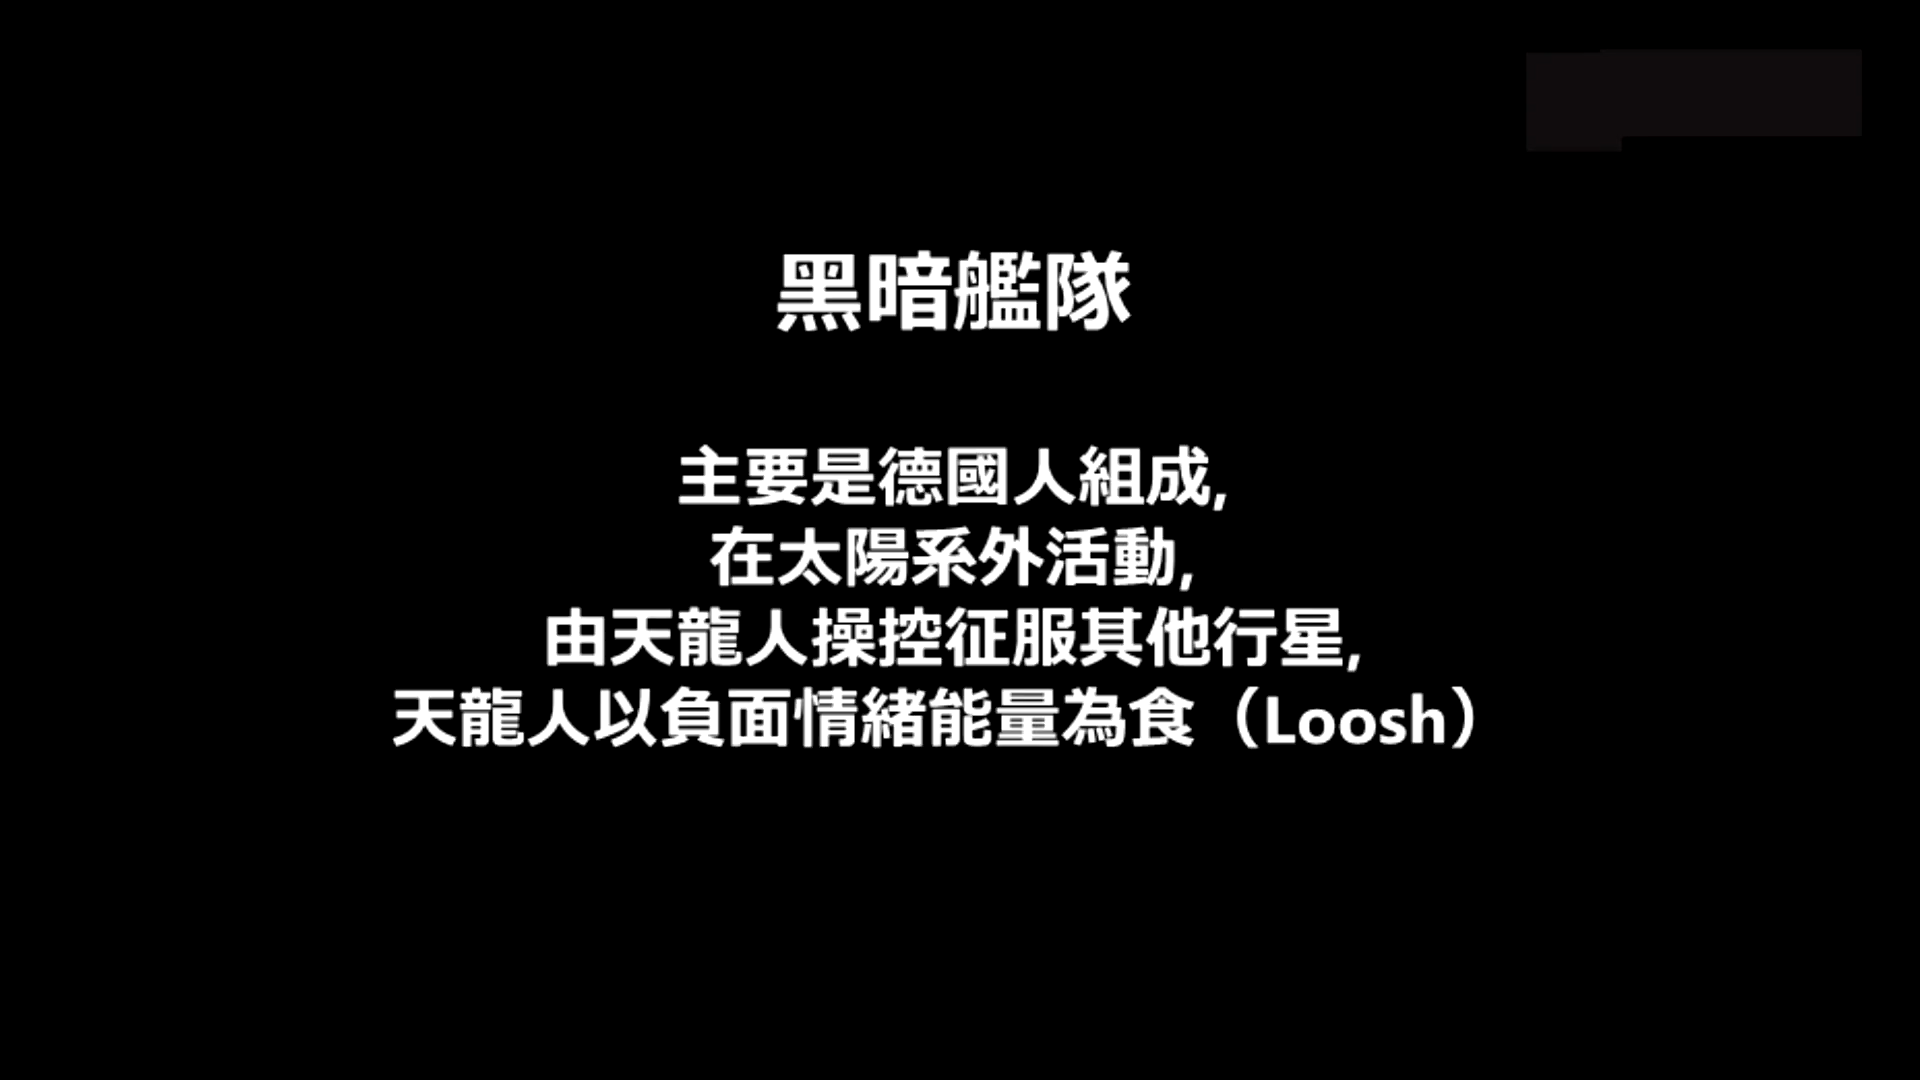 黑暗艦隊
主要是德國人組成,
在太陽系外活動,
由天龍人操控征服其他行星,
天龍人以負面情緒能量為食（Loosh）